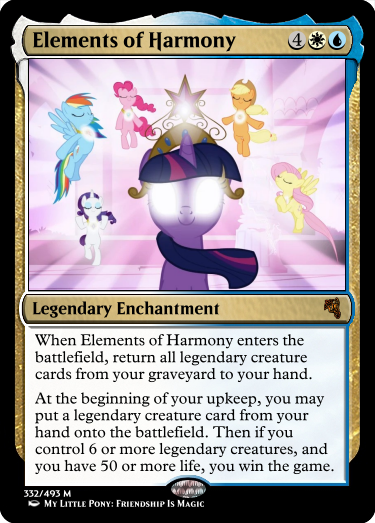 Elements of Harmony 4
Legendary Enchantment
When Elements of Harmony enters the
battlefield, return all legendary creature
cards from your graveyard to your hand.
At the beginning of your upkeep, you may
put a legendary creature card from your
hand onto the battlefield. Then if you
control 6 or more legendary creatures, and
you have 50 or more life, you win the game.
332/493 M
My Little Pony: Friendship Is Magic